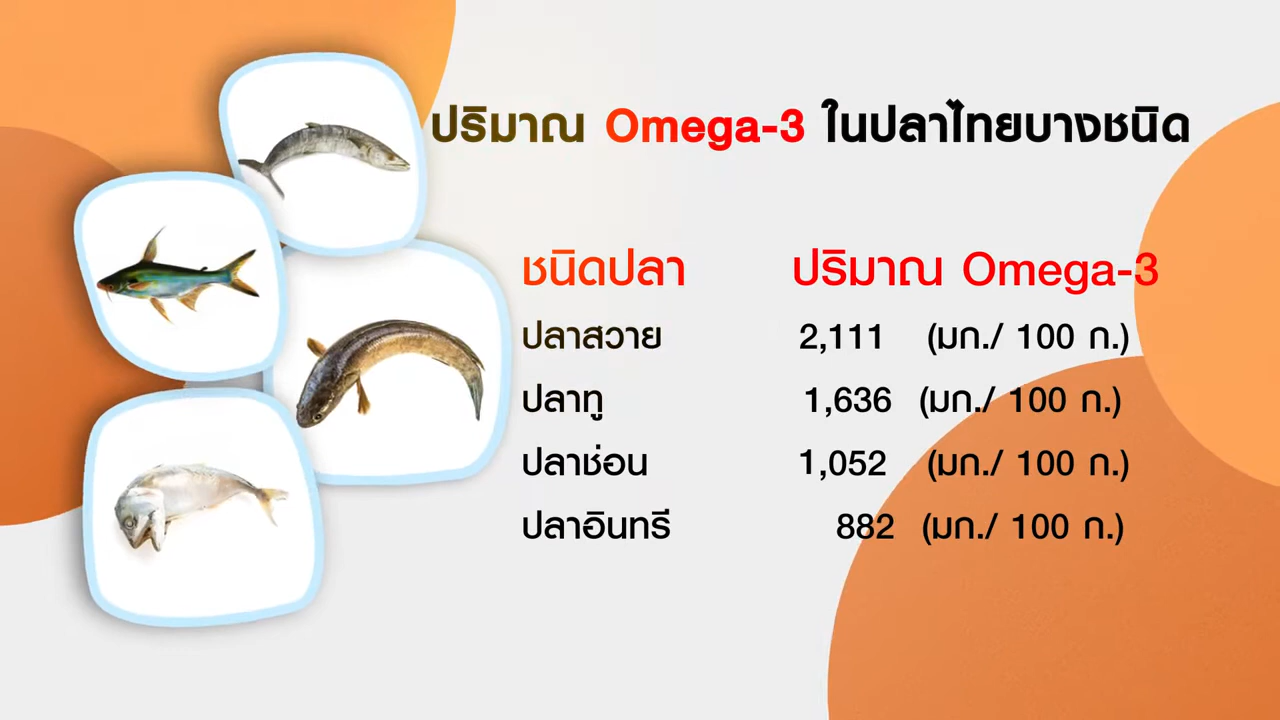 ปริมาณ Omega-3 ในปลาไทยบางชนิด
ชนิดปลา ปริมาณ Omega-3
ปลาสวาย 2,111 (มก./ 100 ก.)
ปลาทู 1,636 (มก./ 100 ก.)
ปลาช่อน 1,052 (มก./ 100 ก.)
ปลาอินทรี 882 (มก./ 100 ก.)